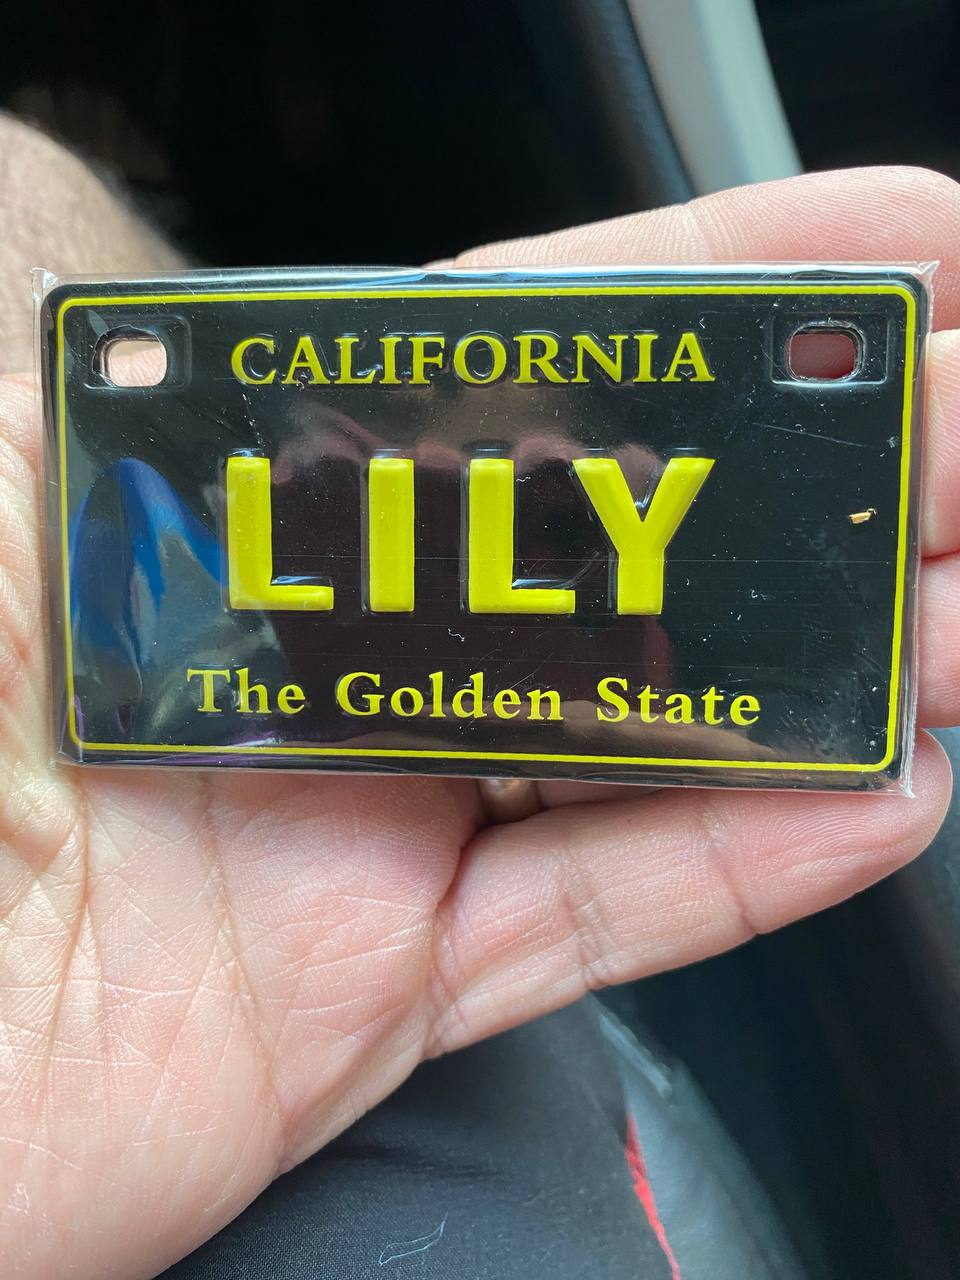 CALIFORNIA
LILY
The Golden State